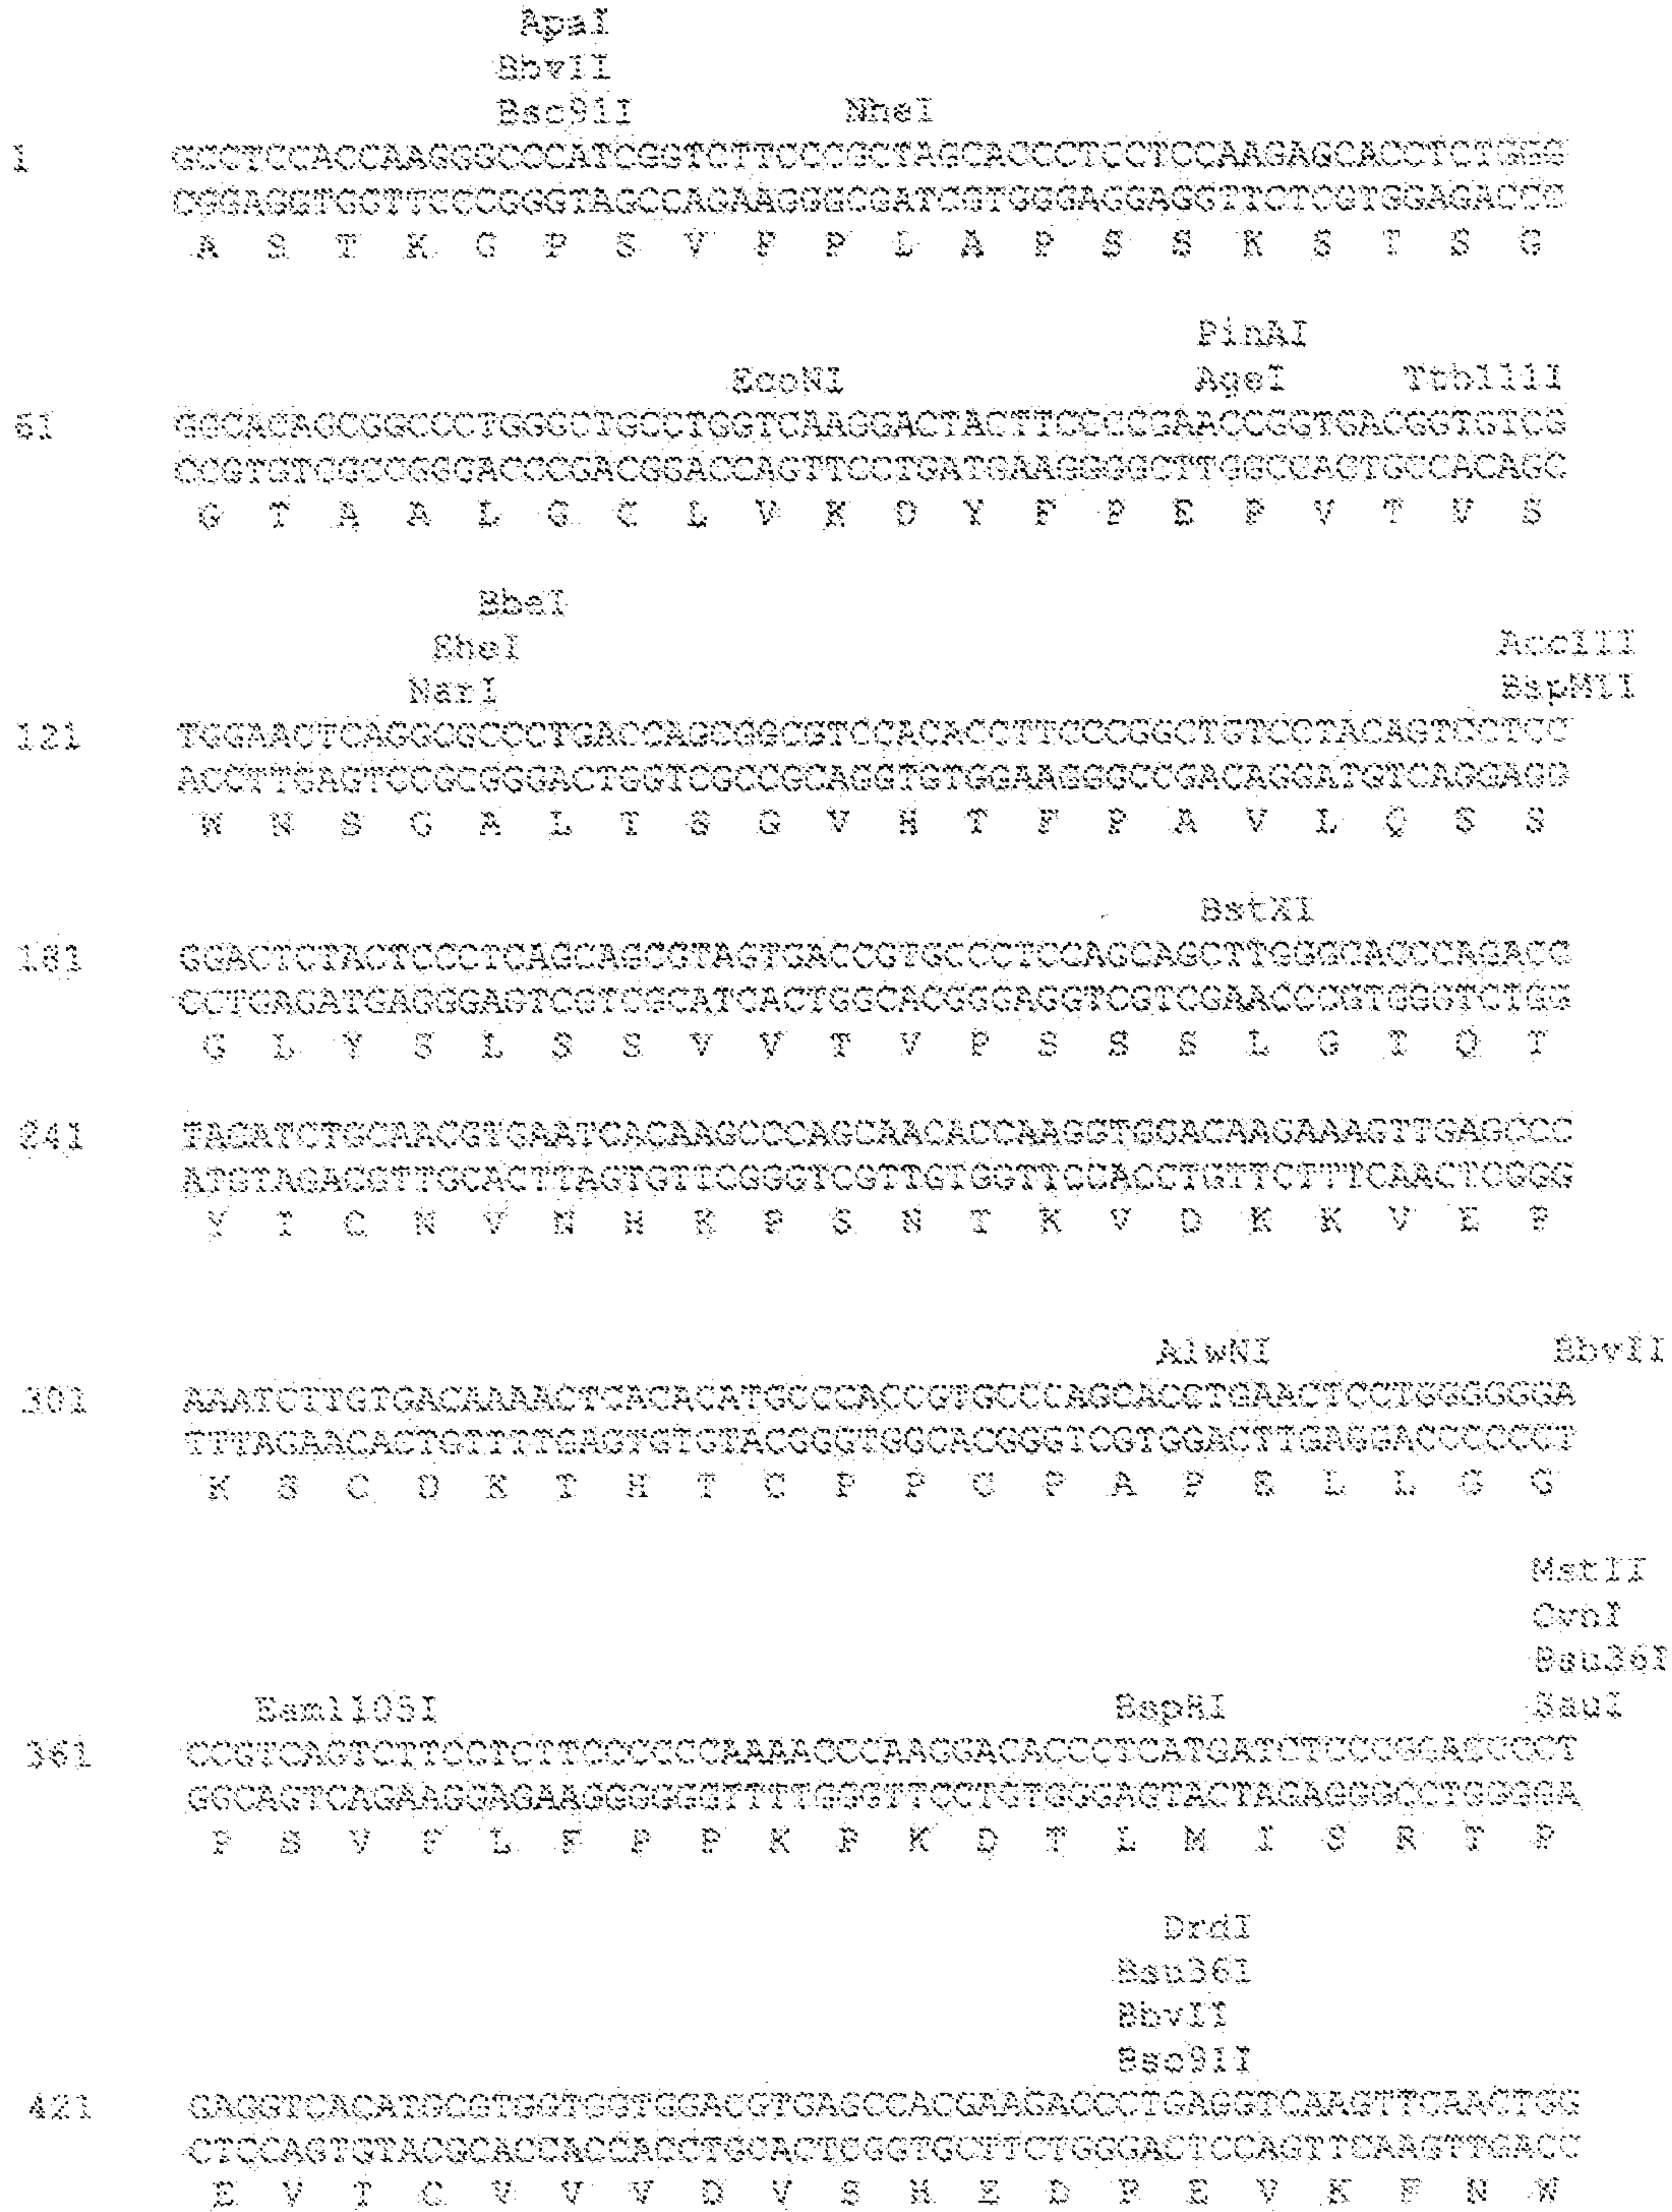 ApaI
BbvII
Bsc91I NheI
1 GCCTCCACCAAGGGCCCATCGGTCTTCCCGCTAGCACCCTCCTCCAAGAGCACCTCTGGG
CGGAGGTGGTTCCCGGGTAGCCAGAAGGGCGATCGTGGGAGGAGGTTCTCGTGGAGACCC
A S T K G P S V F P L A P S S K S T S G
PinAI
EcoNI AgeI Tth111I
61 GGCACAGCGGCCCTGGGCTGCCTGGTCAAGGACTACTTCCCCGAACCGGTGACGGTGTCG
CCGTGTCGCCGGGACCCGACGGACCAGTTCCTGATGAAGGGGCTTGGCCACTGCCACAGC
G T A A L G C L V K D Y F P E P V T V S
BbeI
EheI AccIII
NarI BspMII
121 TGGAACTCAGGCGCCCTGACCAGCGGCGTCCACACCTTCCCGGCTGTCCTACAGTCCTCC
ACCTTGAGTCCGCGGGACTGGTCGCCGCAGGTGTGGAAGGGCCGACAGGATGTCAGGAGG
W N S G A L T S G V H T F P A V L Q S S
BstXI
181 GGACTCTACTCCCTCAGCAGCGTAGTGACCGTGCCCTCCAGCAGCTTGGGCACCCAGACC
CCTGAGATGAGGGAGTCGTCGCATCACTGGCACGGGAGGTCGTCGAACCCGTGGGTCTGG
G L Y S L S S V V T V P S S S L G T Q T
241 TACATCTGCAACGTGAATCACAAGCCCAGCAACACCAAGGTGGACAAGAAAGTTGAGCCC
ATGTAGACGTTGCACTTAGTGTTCGGGTCGTTGTGGTTCCACCTGTTCTTTCAACTCGGG
Y I C N V N H K P S N T K V D K K V E P
AlwNI BbvII
301 AAATCTTGTGACAAAACTCACACATGCCCACCGTGCCCAGCACCTGAACTCCTGGGGGGA
TTTAGAACACTGTTTTGAGTGTGTACGGGTGGCACGGGTCGTGGACTTGAGGACCCCCCT
K S C D K T H T C P P C P A P E L L G G
MstII
CvnI
Bsu36I
Eam1105I BspHI SauI
361 CCGTCAGTCTTCCTCTTCCCCCCAAAACCCAAGGACACCCTCATGATCTCCCGGACCCCT
GGCAGTCAGAAGGAGAAGGGGGGTTTTGGGTTCCTGTGGGAGTACTAGAGGGCCTGGGGA
P S V F L F P P K P K D T L M I S R T P
DrdI
Bsu36I
BbvII
Bsc91I
421 GAGGTCACATGCGTGGTGGTGGACGTGAGCCACGAAGACCCTGAGGTCAAGTTCAACTGG
CTCCAGTGTACGCACCACCACCTGCACTCGGTGCTTCTGGGACTCCAGTTCAAGTTGACC
E V T C V V V D V S H E D P E V K F N W